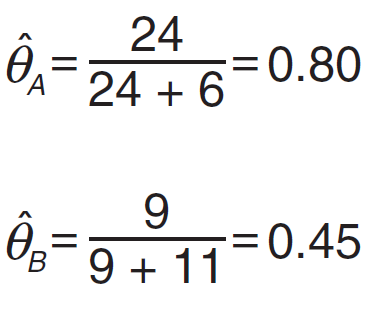 θ̂_A = 24 / (24 + 6) = 0.80
θ̂_B = 9 / (9 + 11) = 0.45